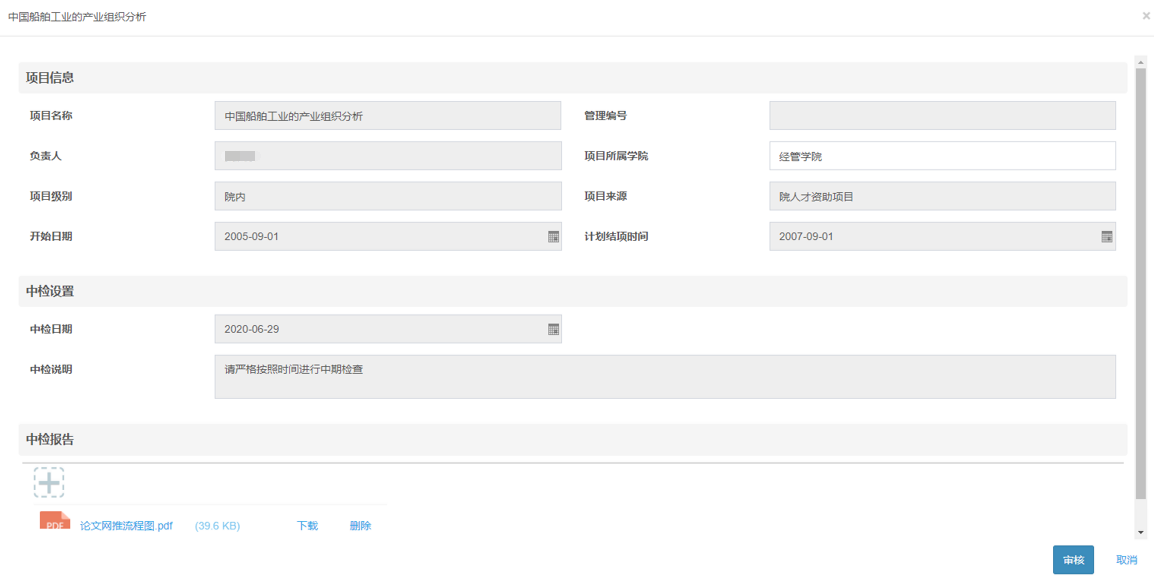 中国船舶工业的产业组织分析
×
项目信息
项目名称 中国船舶工业的产业组织分析 管理编号
负责人 项目所属学院 经管学院
项目级别 院内 项目来源 院人才资助项目
开始日期 2005-09-01 计划结项时间 2007-09-01
中检设置
中检日期 2020-06-29
中检说明 请严格按照时间进行中期检查
中检报告
PDF 论文网推流程图.pdf (39.6 KB) 下载 删除
审核 取消